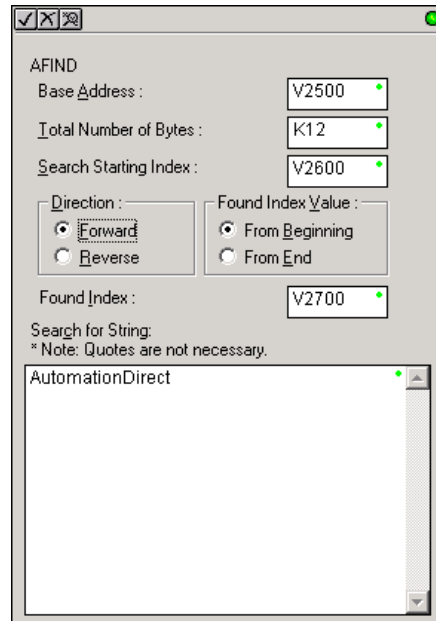 AFIND
Base Address : V2500
Total Number of Bytes : K12
Search Starting Index : V2600
Direction : Found Index Value :
Forward From Beginning
Reverse From End
Found Index : V2700
Search for String:
* Note: Quotes are not necessary.
AutomationDirect